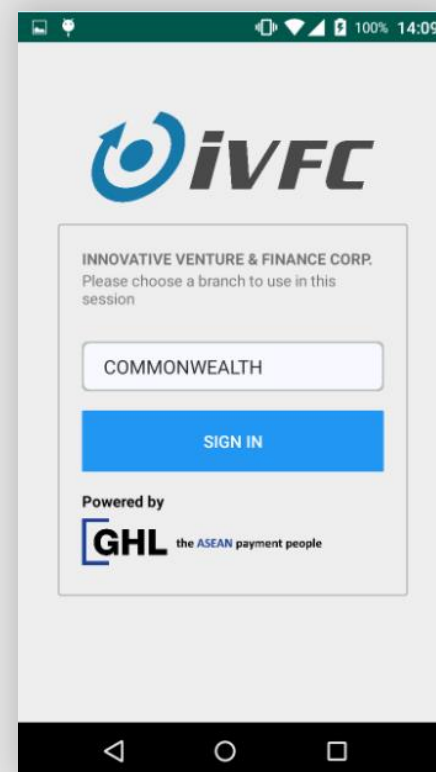 100% 14:09
iVFC
INNOVATIVE VENTURE & FINANCE CORP.
Please choose a branch to use in this
session
COMMONWEALTH
SIGN IN
Powered by
GHL the ASEAN payment people